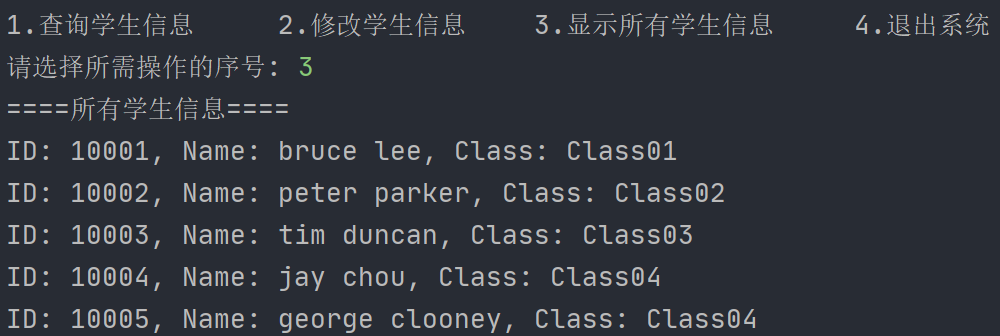 1.查询学生信息 2.修改学生信息 3.显示所有学生信息 4.退出系统
请选择所需操作的序号: 3
====所有学生信息====
ID: 10001, Name: bruce lee, Class: Class01
ID: 10002, Name: peter parker, Class: Class02
ID: 10003, Name: tim duncan, Class: Class03
ID: 10004, Name: jay chou, Class: Class04
ID: 10005, Name: george clooney, Class: Class04